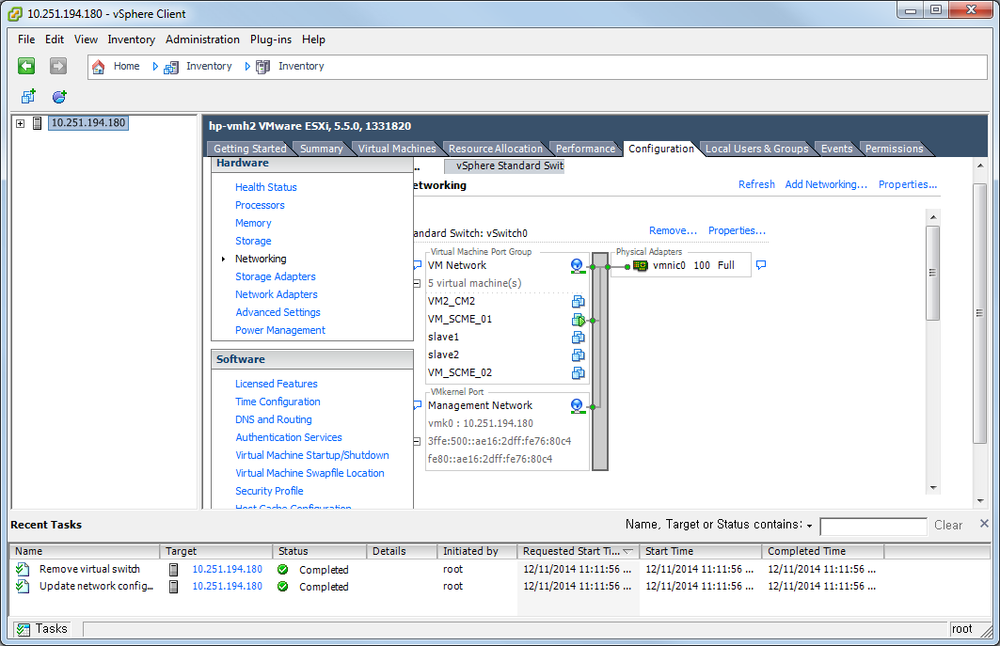 10.251.194.180 - vSphere Client
File Edit View Inventory Administration Plug-ins Help
Home Inventory Inventory
10.251.194.180
hp-vmh2 VMware ESXi, 5.5.0, 1331820
Getting Started Summary Virtual Machines Resource Allocation Performance Configuration Local Users & Groups Events Permissions
Hardware
Health Status
Processors
Memory
Storage
Networking
Storage Adapters
Network Adapters
Advanced Settings
Power Management
Software
Licensed Features
Time Configuration
DNS and Routing
Authentication Services
Virtual Machine Startup/Shutdown
Virtual Machine Swapfile Location
Security Profile
Host Cache Configuration
.. vSphere Standard Swit
etworking Refresh Add Networking... Properties...
andard Switch: vSwitch0 Remove... Properties...
Virtual Machine Port Group Physical Adapters
VM Network vmnic0 100 Full
5 virtual machine(s)
VM2_CM2
VM_SCME_01
slave1
slave2
VM_SCME_02
VMkernel Port
Management Network
vmk0 : 10.251.194.180
3ffe:500::ae16:2dff:fe76:80c4
fe80::ae16:2dff:fe76:80c4
Recent Tasks Name, Target or Status contains: Clear
Name Target Status Details Initiated by Requested Start Ti... Start Time Completed Time
Remove virtual switch 10.251.194.180 Completed root 12/11/2014 11:11:56 ... 12/11/2014 11:11:56 ... 12/11/2014 11:11:56 ...
Update network config... 10.251.194.180 Completed root 12/11/2014 11:11:56 ... 12/11/2014 11:11:56 ... 12/11/2014 11:11:56 ...
Tasks root